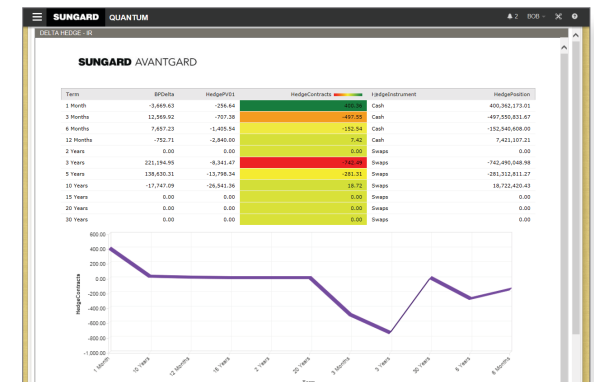 SUNGARD QUANTUM 2 BOB
DELTA HEDGE - IR
SUNGARD AVANTGARD
Term BPDelta HedgePV01 HedgeContracts HedgeInstrument HedgePosition
1 Month -3,669.63 -256.64 400.36 Cash 400,362,173.01
3 Months 12,569.92 -707.38 -497.55 Cash -497,550,831.67
6 Months 7,657.23 -1,405.54 -152.54 Cash -152,540,608.00
12 Months -752.71 -2,840.00 7.42 Cash 7,421,107.21
2 Years 0.00 0.00 0.00 Swaps 0.00
3 Years 221,194.95 -8,341.47 -742.49 Swaps -742,490,048.98
5 Years 138,630.31 -13,798.34 -281.31 Swaps -281,312,811.27
10 Years -17,747.09 -26,541.36 18.72 Swaps 18,722,420.43
15 Years 0.00 0.00 0.00 Swaps 0.00
20 Years 0.00 0.00 0.00 Swaps 0.00
30 Years 0.00 0.00 0.00 Swaps 0.00
600.00
400.00
200.00
0.00
-200.00
-400.00
-600.00
-800.00
-1,000.00
HedgeContracts
1 Month 10 Years 12 Months 15 Years 2 Years 20 Years 3 Months 3 Years 30 Years 5 Years 6 Months